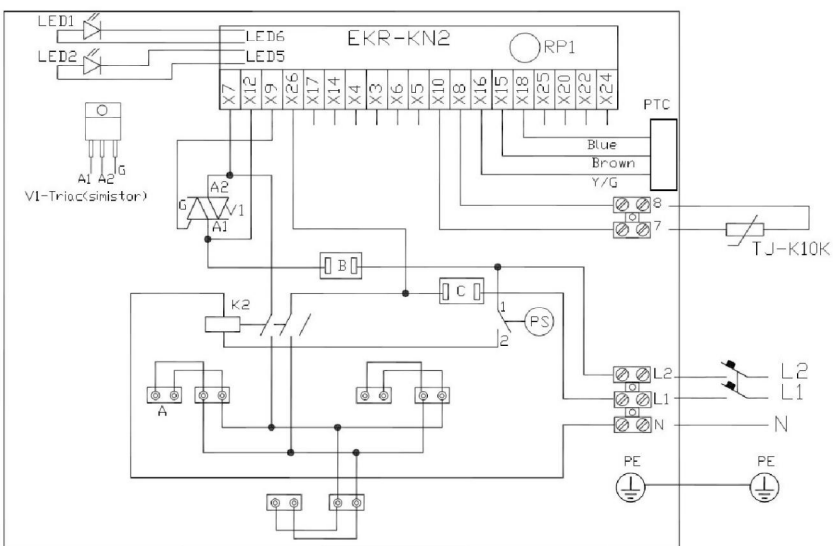 LED1
LED6
EKR-KN2
RP1
LED2
LED5
X7 X12 X9 X26 X17 X14 X4 X3 X6 X5 X10 X8 X16 X15 X18 X25 X20 X22 X24
PTC
Blue
Brown
Y/G
A1 A2 G
V1-Triac(simistor)
A2
G V1
A1
8
7
TJ-K10K
B
C
K2
1
PS
2
A
L2 L2
L1 L1
N N
PE PE